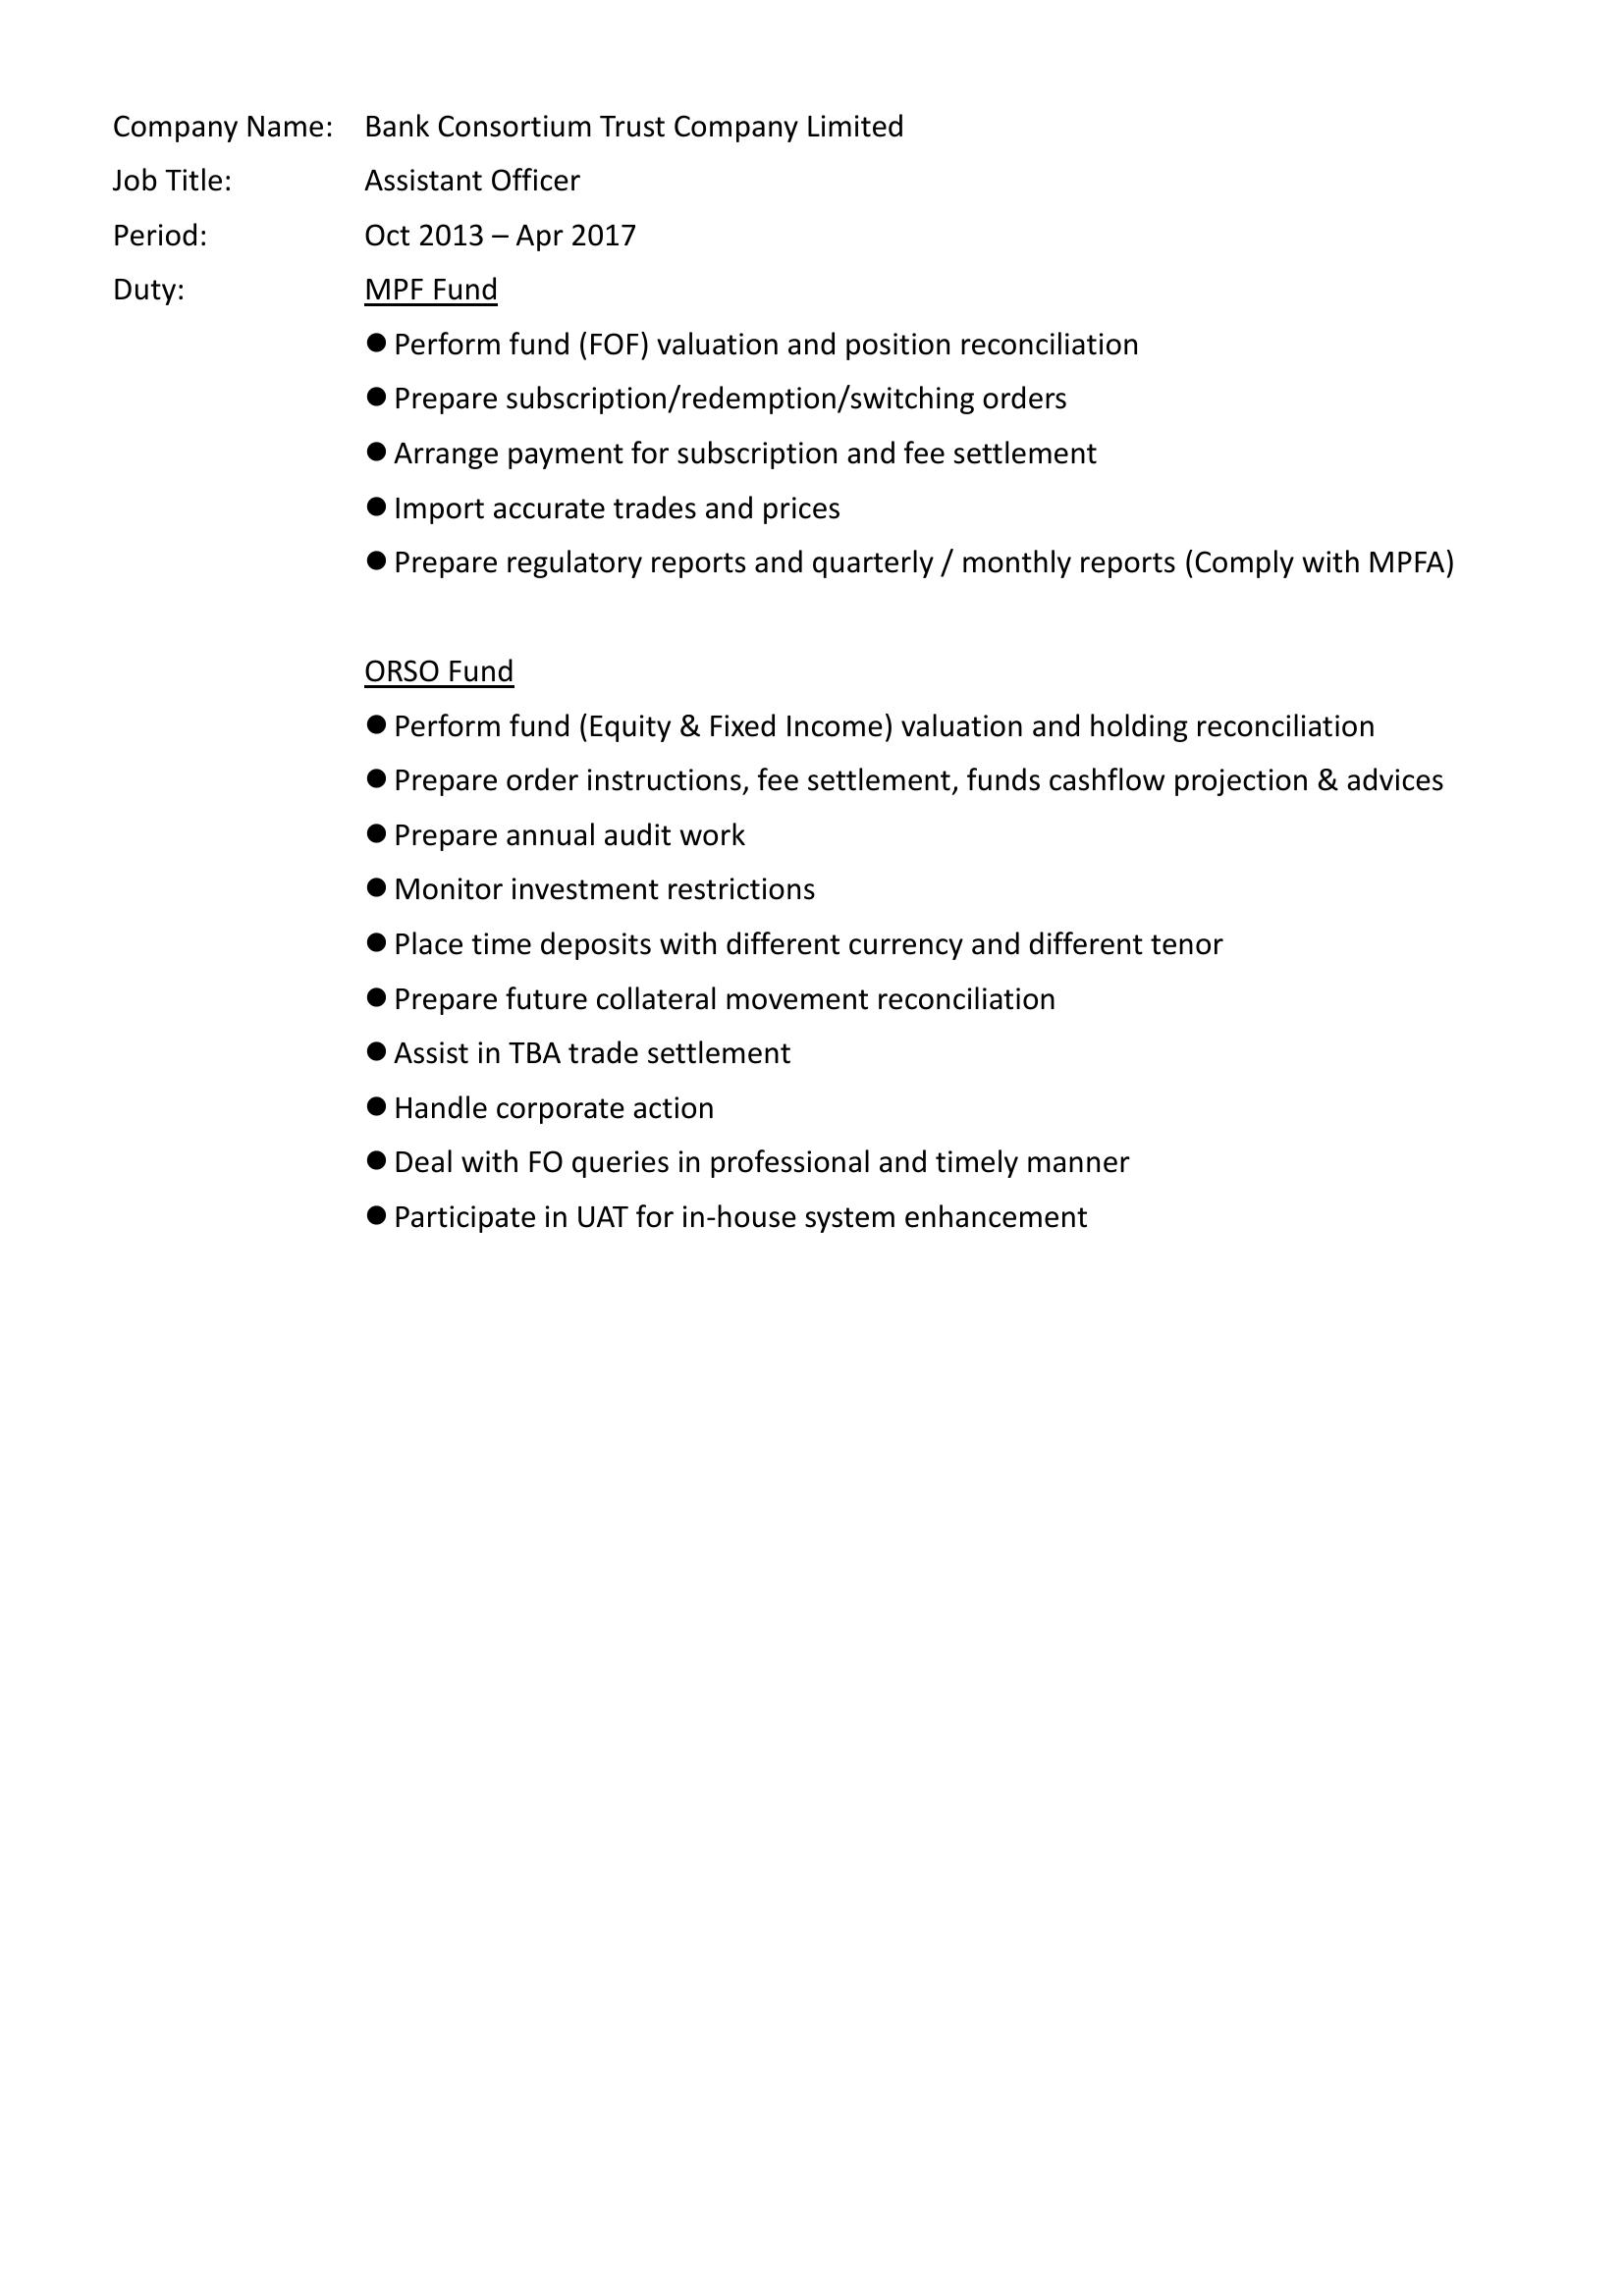 Company Name: Bank Consortium Trust Company Limited
Job Title: Assistant Officer
Period: Oct 2013 – Apr 2017
Duty: MPF Fund
● Perform fund (FOF) valuation and position reconciliation
● Prepare subscription/redemption/switching orders
● Arrange payment for subscription and fee settlement
● Import accurate trades and prices
● Prepare regulatory reports and quarterly / monthly reports (Comply with MPFA)
ORSO Fund
● Perform fund (Equity & Fixed Income) valuation and holding reconciliation
● Prepare order instructions, fee settlement, funds cashflow projection & advices
● Prepare annual audit work
● Monitor investment restrictions
● Place time deposits with different currency and different tenor
● Prepare future collateral movement reconciliation
● Assist in TBA trade settlement
● Handle corporate action
● Deal with FO queries in professional and timely manner
● Participate in UAT for in-house system enhancement